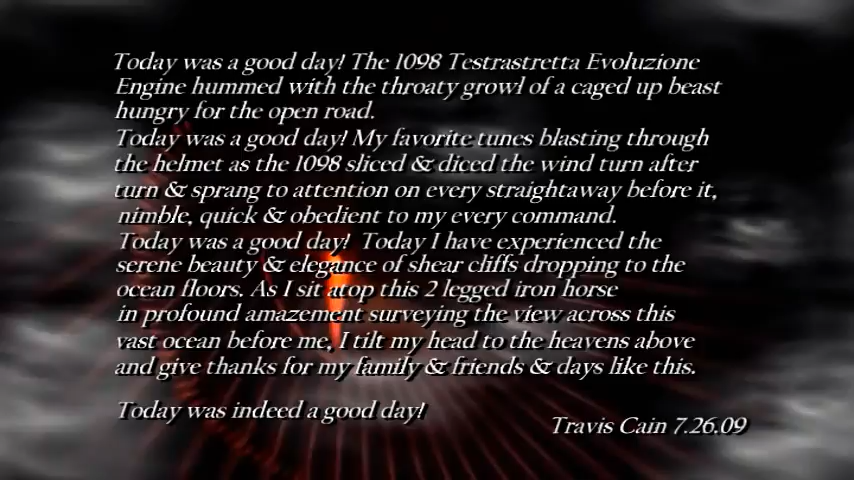 Today was a good day! The 1098 Testrastretta Evoluzione
Engine hummed with the throaty growl of a caged up beast
hungry for the open road.
Today was a good day! My favorite tunes blasting through
the helmet as the 1098 sliced & diced the wind turn after
turn & sprang to attention on every straightaway before it,
nimble, quick & obedient to my every command.
Today was a good day! Today I have experienced the
serene beauty & elegance of shear cliffs dropping to the
ocean floors. As I sit atop this 2 legged iron horse
in profound amazement surveying the view across this
vast ocean before me, I tilt my head to the heavens above
and give thanks for my family & friends & days like this.
Today was indeed a good day!
Travis Cain 7.26.09